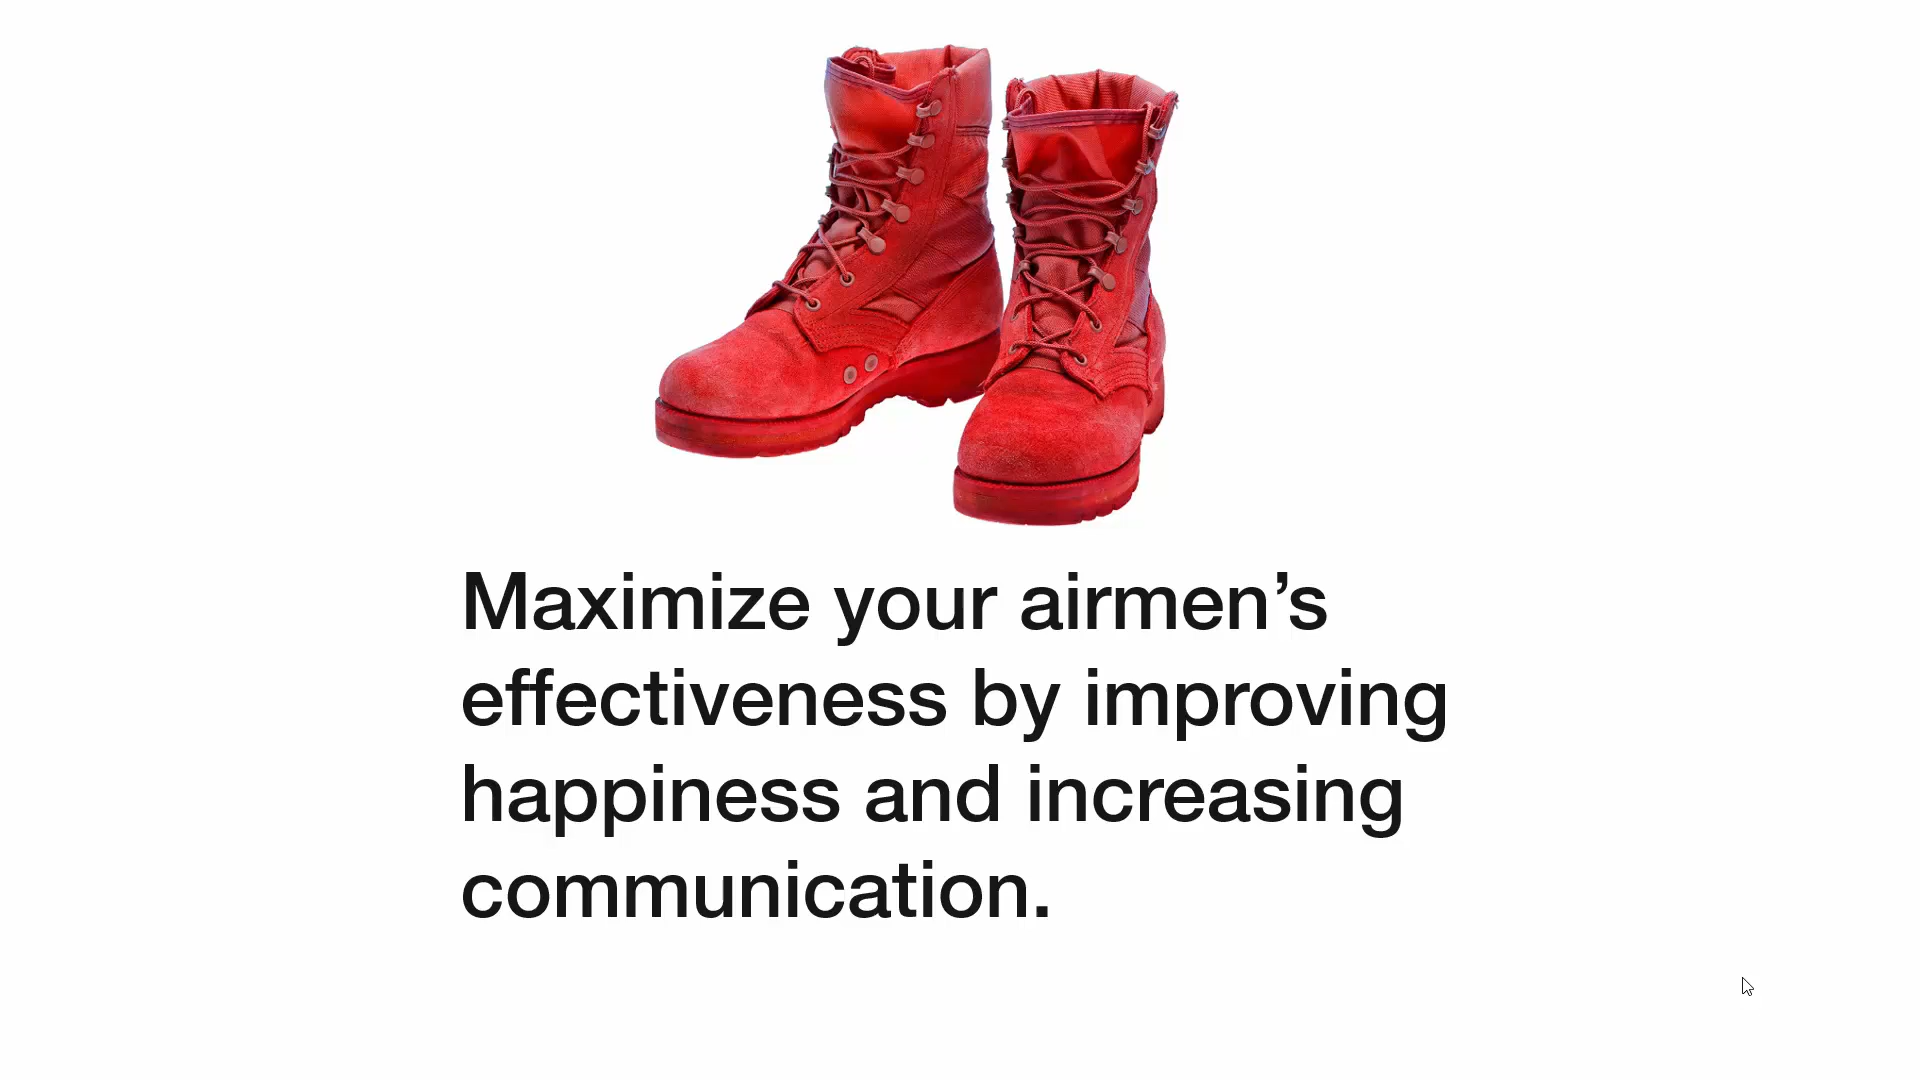 Maximize your airmen’s
effectiveness by improving
happiness and increasing
communication.